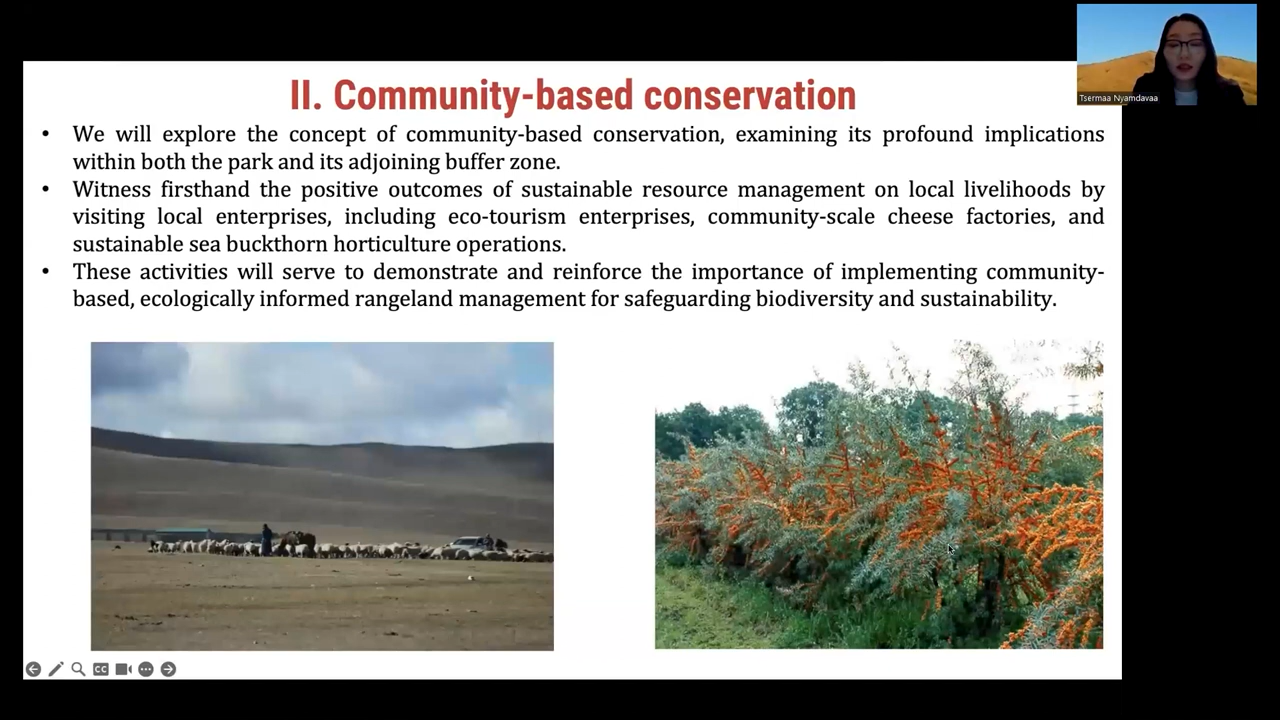 II. Community-based conservation
Tsermaa Nyamdavaa
• We will explore the concept of community-based conservation, examining its profound implications
within both the park and its adjoining buffer zone.
• Witness firsthand the positive outcomes of sustainable resource management on local livelihoods by
visiting local enterprises, including eco-tourism enterprises, community-scale cheese factories, and
sustainable sea buckthorn horticulture operations.
• These activities will serve to demonstrate and reinforce the importance of implementing community-
based, ecologically informed rangeland management for safeguarding biodiversity and sustainability.
CC